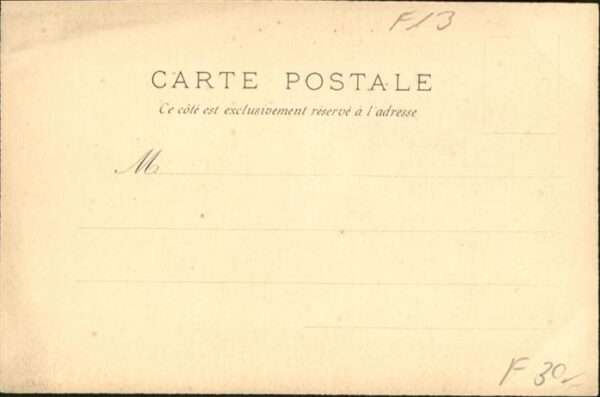 F13
CARTE POSTALE
Ce côté est exclusivement réservé à l'adresse
M
F 30,-